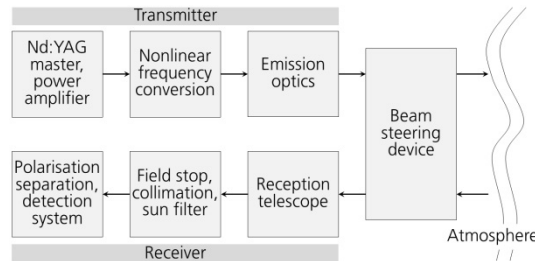 Transmitter
Nd:YAG
master,
power
amplifier
Nonlinear
frequency
conversion
Emission
optics
Beam
steering
device
Polarisation
separation,
detection
system
Field stop,
collimation,
sun filter
Reception
telescope
Atmosphere
Receiver